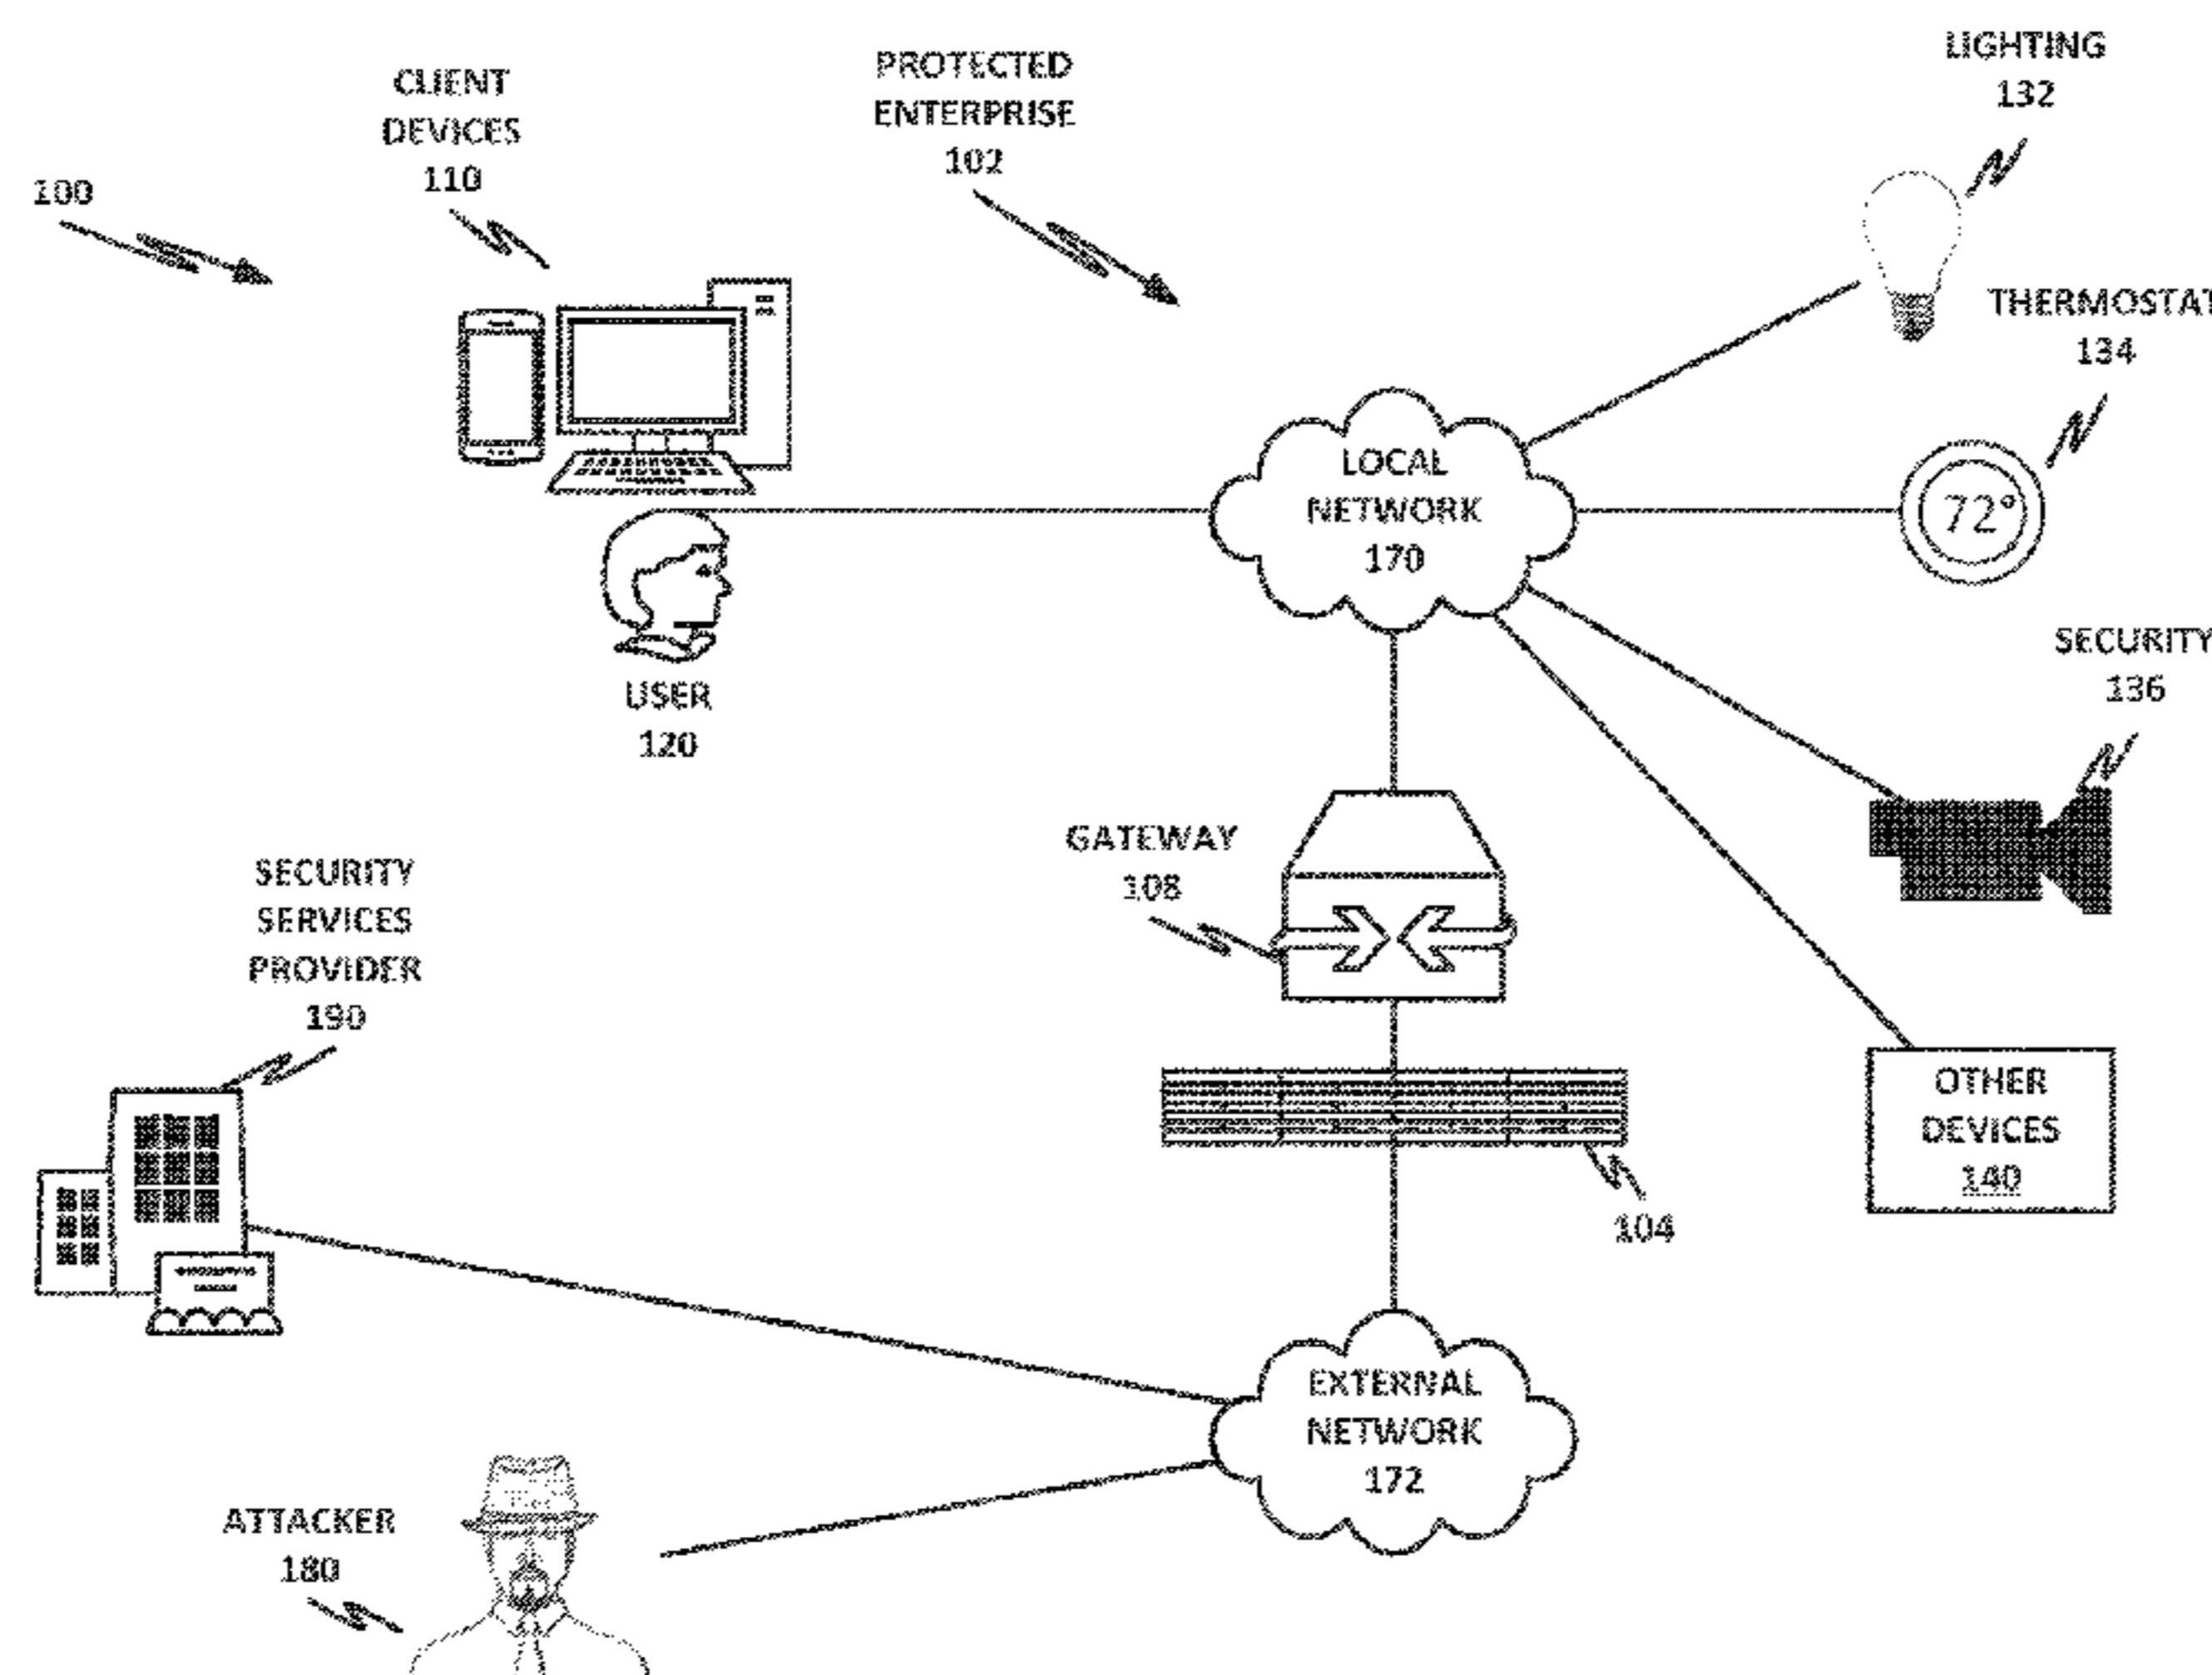 100
CLIENT
DEVICES
110
PROTECTED
ENTERPRISE
102
LIGHTING
132
THERMOSTAT
134
LOCAL
NETWORK
170
72°
USER
120
SECURITY
136
GATEWAY
108
SECURITY
SERVICES
PROVIDER
190
OTHER
DEVICES
140
104
EXTERNAL
NETWORK
172
ATTACKER
180